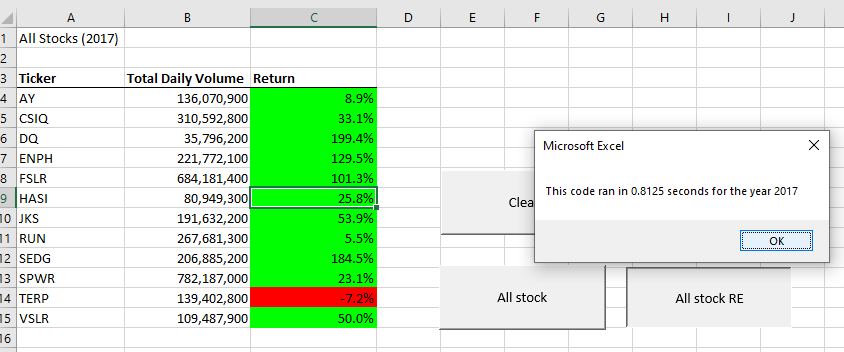 A B C D E F G H I J
1 All Stocks (2017)
2
3 Ticker Total Daily Volume Return
4 AY 136,070,900 8.9%
5 CSIQ 310,592,800 33.1%
6 DQ 35,796,200 199.4%
7 ENPH 221,772,100 129.5%
8 FSLR 684,181,400 101.3%
9 HASI 80,949,300 25.8%
10 JKS 191,632,200 53.9%
11 RUN 267,681,300 5.5%
12 SEDG 206,885,200 184.5%
13 SPWR 782,187,000 23.1%
14 TERP 139,402,800 -7.2%
15 VSLR 109,487,900 50.0%
16
Microsoft Excel
This code ran in 0.8125 seconds for the year 2017
OK
Clea
All stock
All stock RE